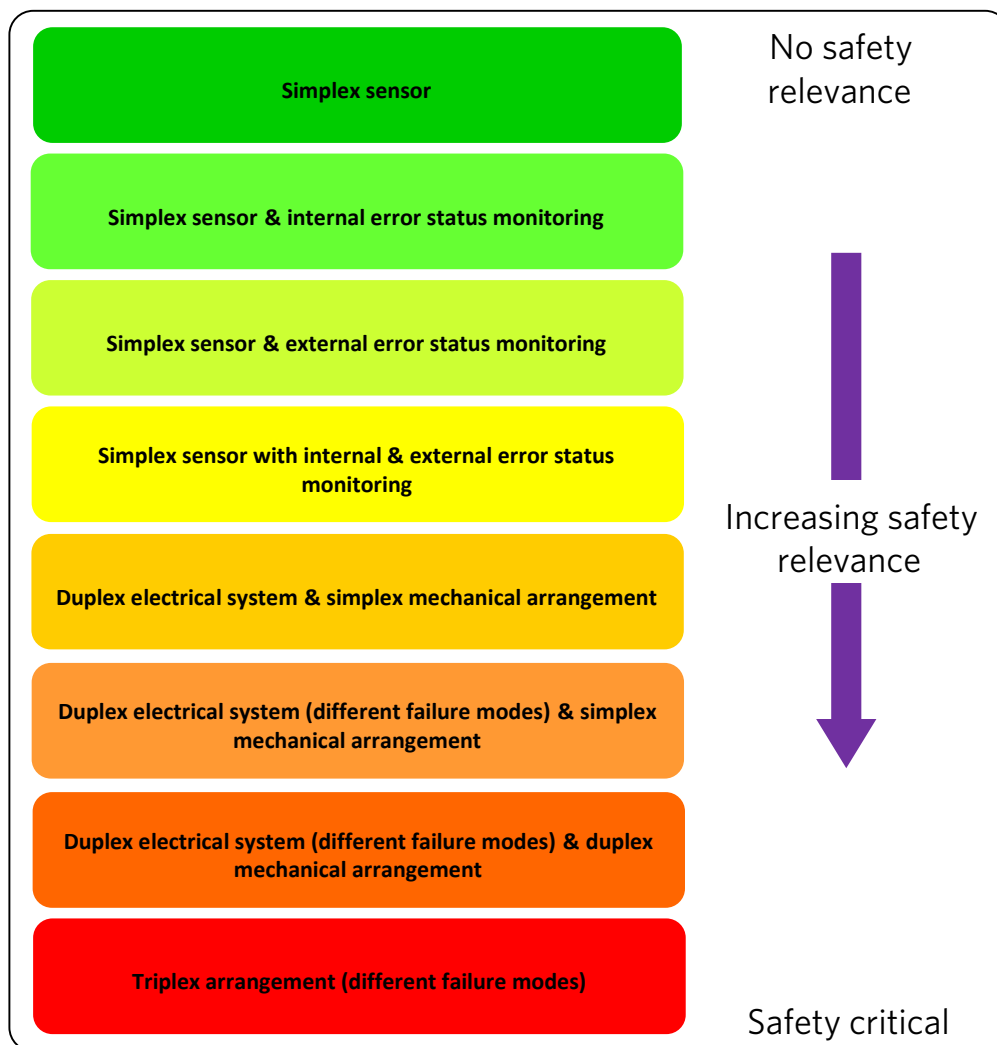 No safety
relevance
Simplex sensor
Simplex sensor & internal error status monitoring
Simplex sensor & external error status monitoring
Simplex sensor with internal & external error status
monitoring
Increasing safety
relevance
Duplex electrical system & simplex mechanical arrangement
Duplex electrical system (different failure modes) & simplex
mechanical arrangement
Duplex electrical system (different failure modes) & duplex
mechanical arrangement
Triplex arrangement (different failure modes)
Safety critical